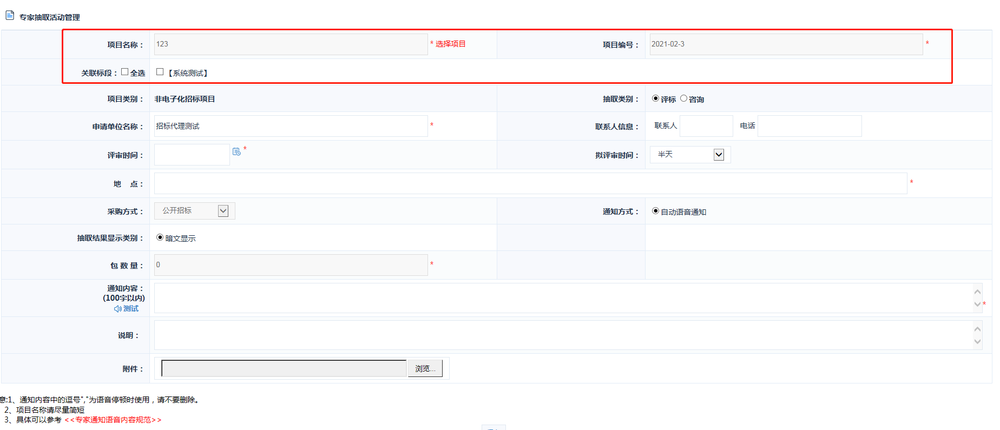 专家抽取活动管理
项目名称： 123 * 选择项目 项目编号： 2021-02-3 *
关联标段： 全选 【系统测试】
项目类别： 非电子化招标项目 抽取类别： 评标 咨询
申请单位名称： 招标代理测试 * 联系人信息： 联系人 电话
评审时间： * 拟评审时间： 半天
地 点： *
采购方式： 公开招标 通知方式： 自动语音通知
抽取结果显示类别： 暗文显示
包 数 量： 0 *
通知内容：
(100字以内)
测试 *
说明：
附件： 浏览...
意:1、通知内容中的逗号","为语音停顿时使用，请不要删除。
2、项目名称请尽量简短
3、具体可以参考 <<专家通知语音内容规范>>